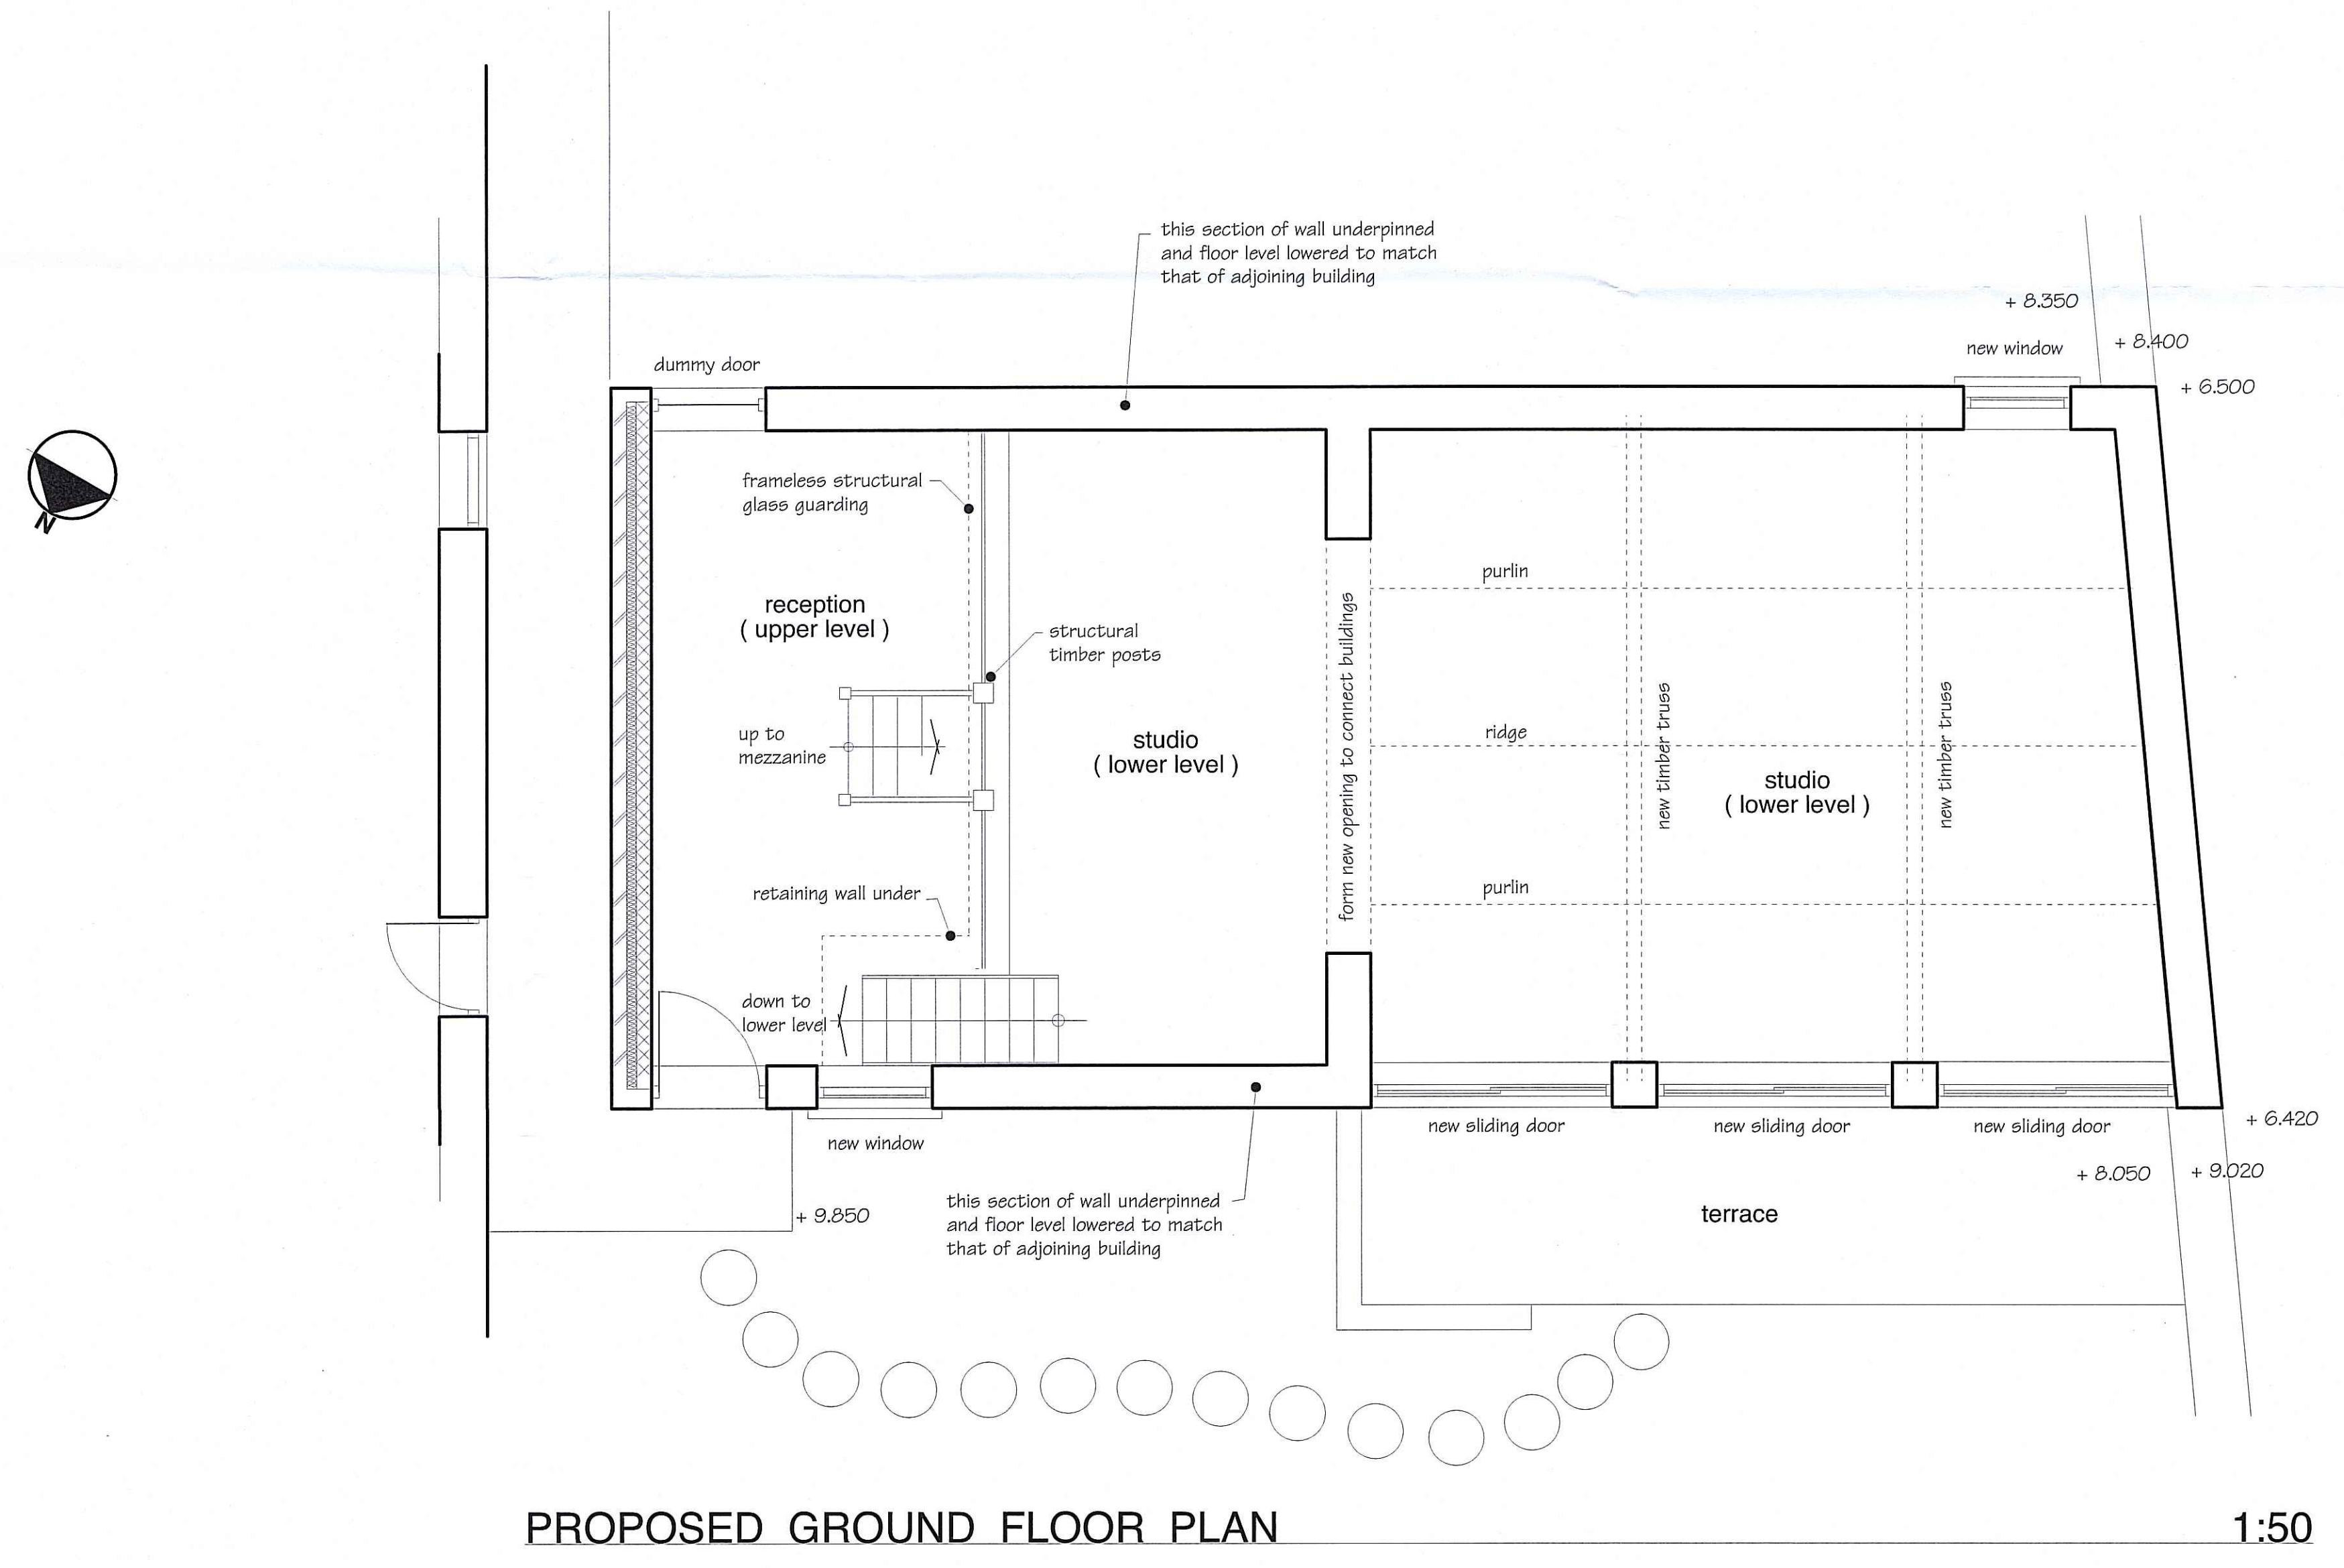 this section of wall underpinned
and floor level lowered to match
that of adjoining building
+ 8.350
+ 8.400
new window
dummy door
+ 6.500
N
frameless structural
glass guarding
purlin
reception
( upper level )
structural
timber posts
form new opening to connect buildings
up to
mezzanine
studio
( lower level )
ridge
new timber truss
studio
( lower level )
new timber truss
retaining wall under
purlin
down to
lower level
new window
new sliding door
new sliding door
new sliding door
+ 6.420
+ 8.050
+ 9.020
+ 9.850
this section of wall underpinned
and floor level lowered to match
that of adjoining building
terrace
PROPOSED GROUND FLOOR PLAN
1:50